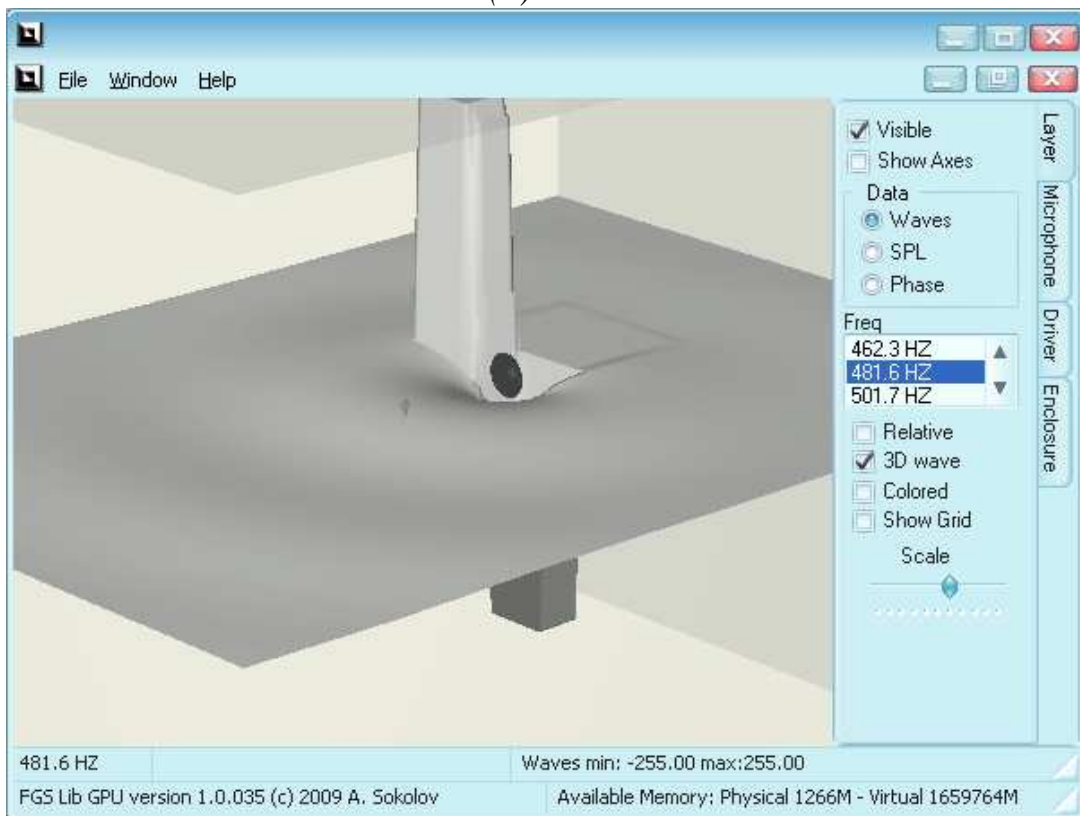 File Window Help
Visible
Show Axes
Data
Waves
SPL
Phase
Freq
462.3 HZ
481.6 HZ
501.7 HZ
Relative
3D wave
Colored
Show Grid
Scale
Layer
Microphone
Driver
Enclosure
481.6 HZ Waves min: -255.00 max:255.00
FGS Lib GPU version 1.0.035 (c) 2009 A. Sokolov Available Memory: Physical 1266M - Virtual 1659764M